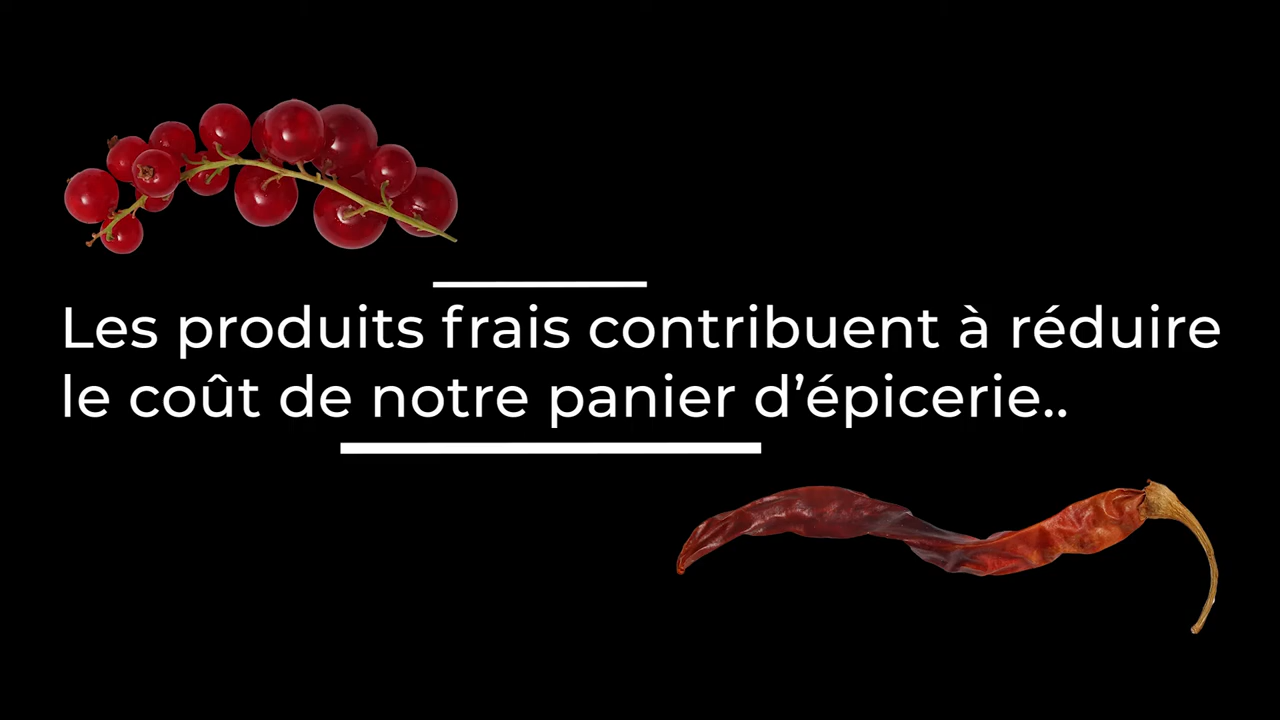 Les produits frais contribuent à réduire
le coût de notre panier d’épicerie..